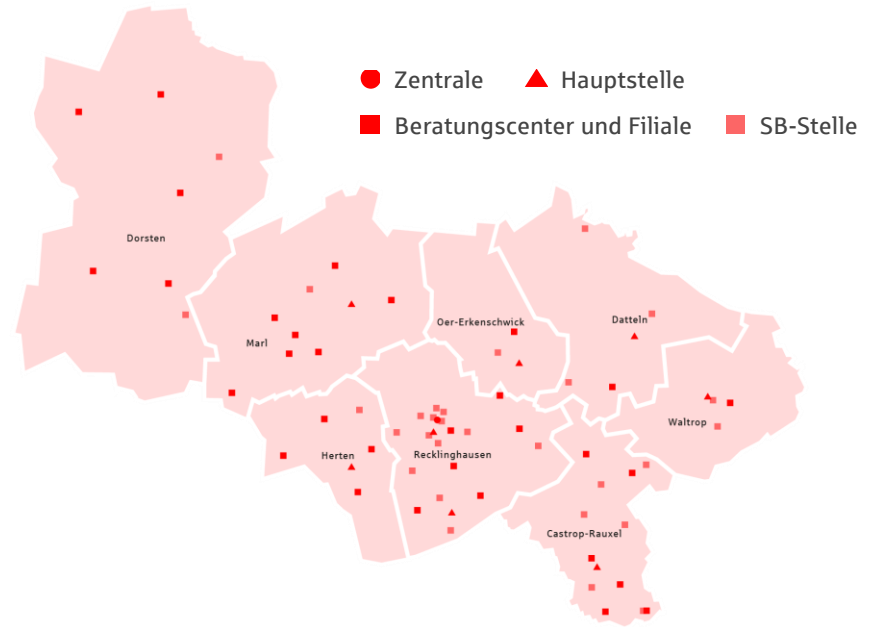 Zentrale Hauptstelle
Beratungscenter und Filiale SB-Stelle
Dorsten
Oer-Erkenschwick
Datteln
Marl
Waltrop
Herten
Recklinghausen
Castrop-Rauxel